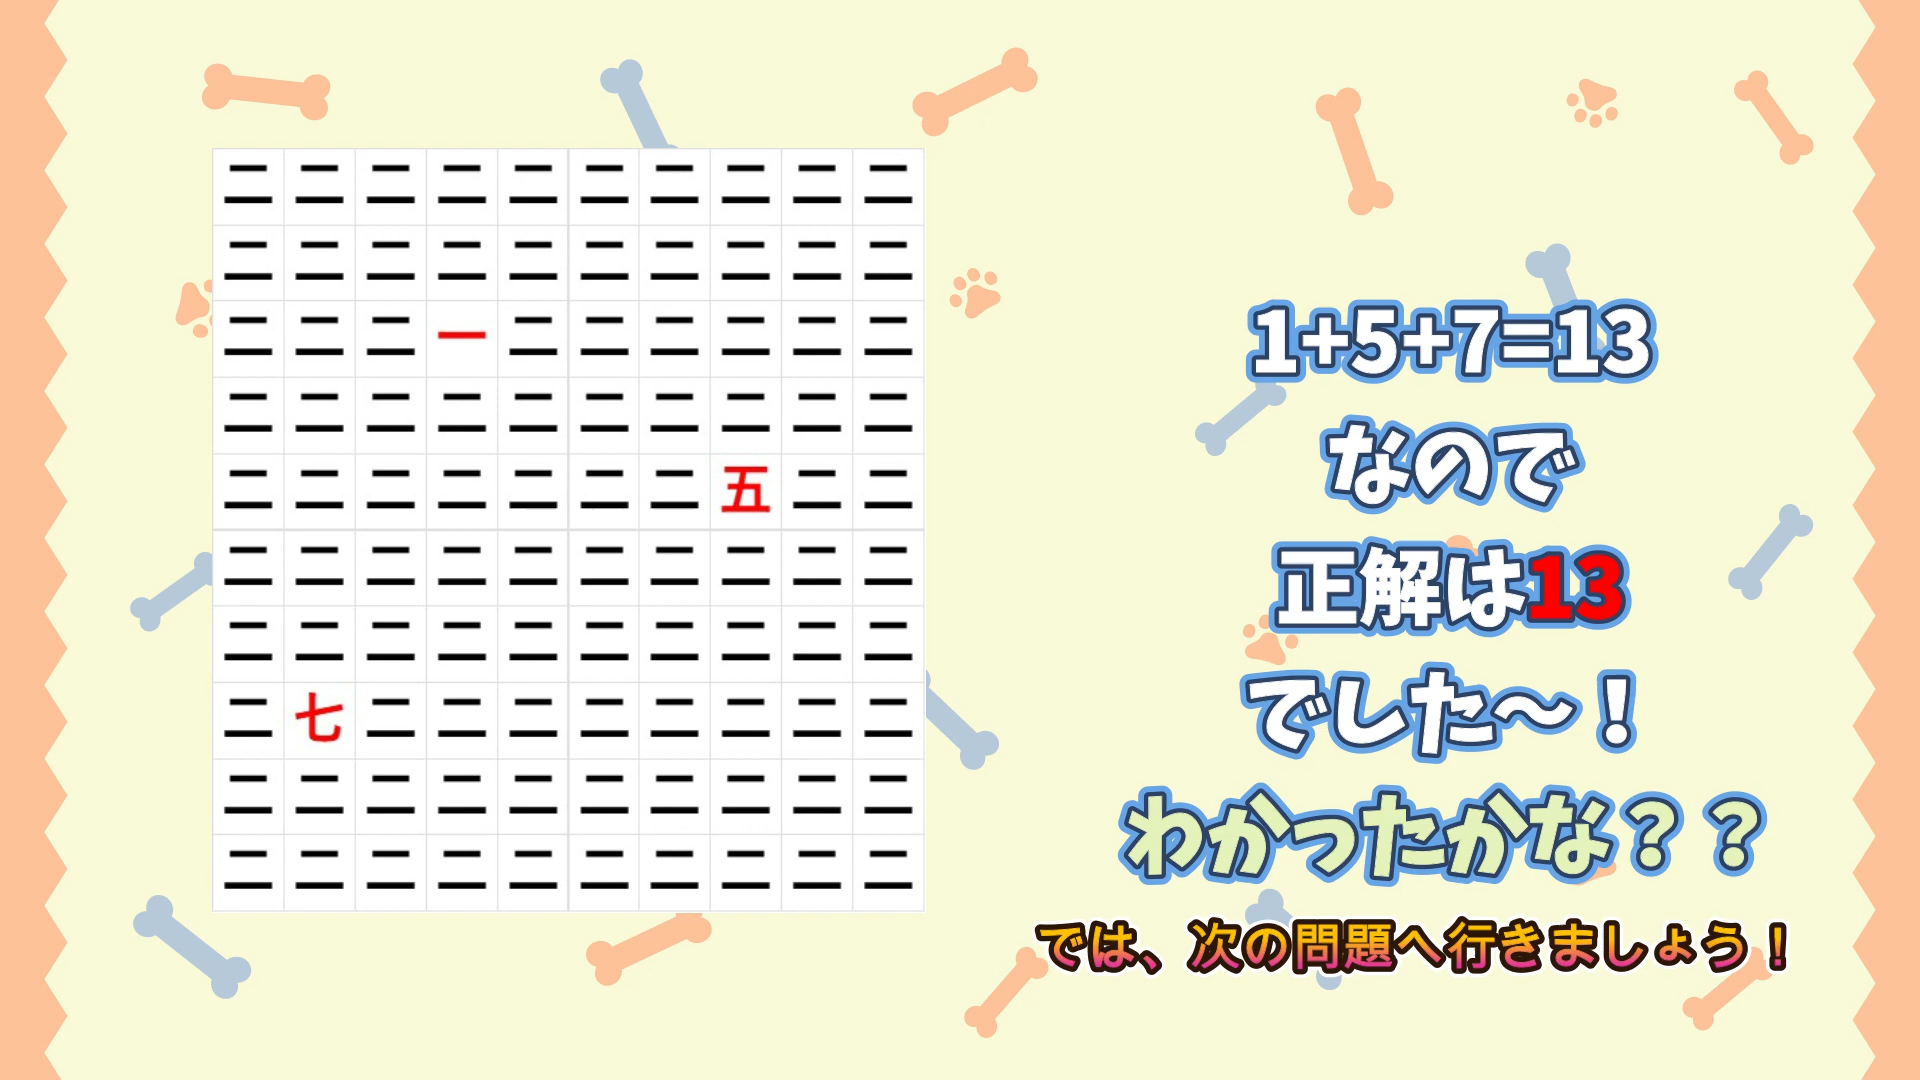 二二二二二二二二二二
二二二二二二二二二二
二二二一二二二二二二
二二二二二二二二二二
二二二二二二二五二二
二二二二二二二二二二
二二二二二二二二二二
二七二二二二二二二二
二二二二二二二二二二
二二二二二二二二二二
1+5+7=13
なので
正解は13
でした～！
わかったかな？？
では、次の問題へ行きましょう！